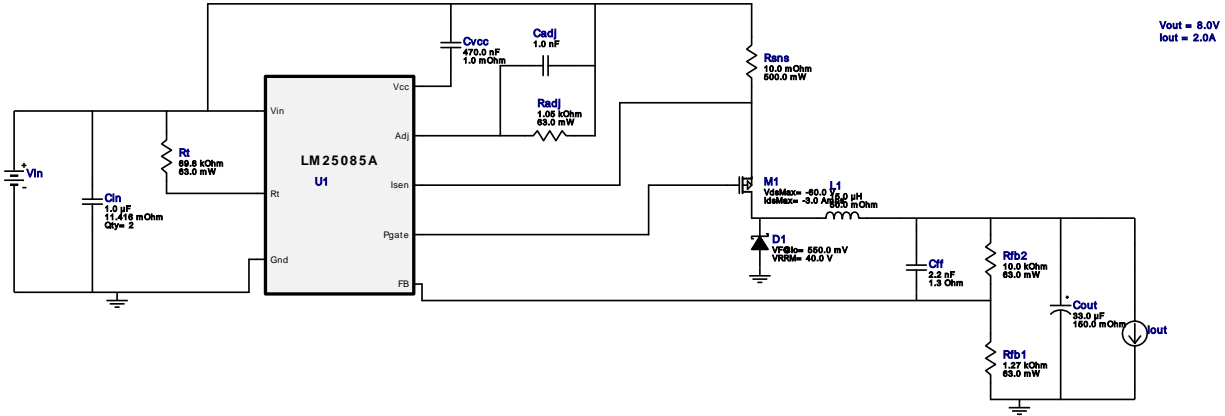 Vout = 8.0V
Iout = 2.0A
Cvcc
470.0 nF
1.0 mOhm
Cadj
1.0 nF
Rsns
10.0 mOhm
500.0 mW
Vcc
Radj
1.05 kOhm
63.0 mW
Vin
Adj
Rt
69.8 kOhm
63.0 mW
LM25085A
U1
Vin
Cin
1.0 µF
11.416 mOhm
Qty= 2
Rt
Isen
M1
VdsMax= -60.0 V
IdsMax= -3.0 Amps
L1
50.0 mOhm
Pgate
D1
VF@Io= 550.0 mV
VRRM= 40.0 V
Gnd
FB
Cff
2.2 nF
1.3 Ohm
Rfb2
10.0 kOhm
63.0 mW
Cout
33.0 µF
150.0 mOhm
Iout
Rfb1
1.27 kOhm
63.0 mW